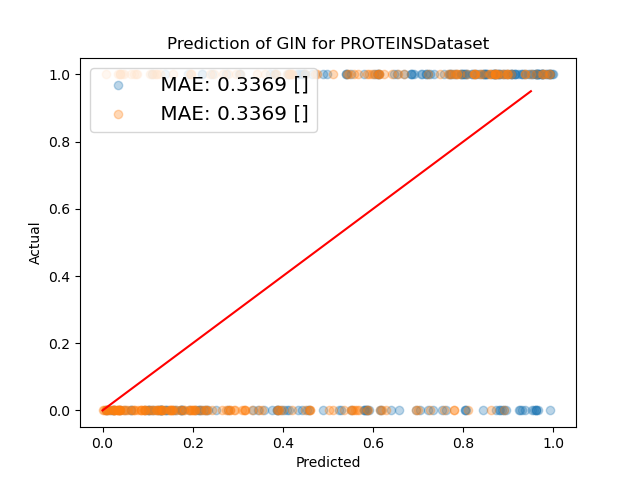 Prediction of GIN for PROTEINSDataset
MAE: 0.3369 []
MAE: 0.3369 []
1.0
0.8
0.6
0.4
0.2
0.0
Actual
0.0 0.2 0.4 0.6 0.8 1.0
Predicted